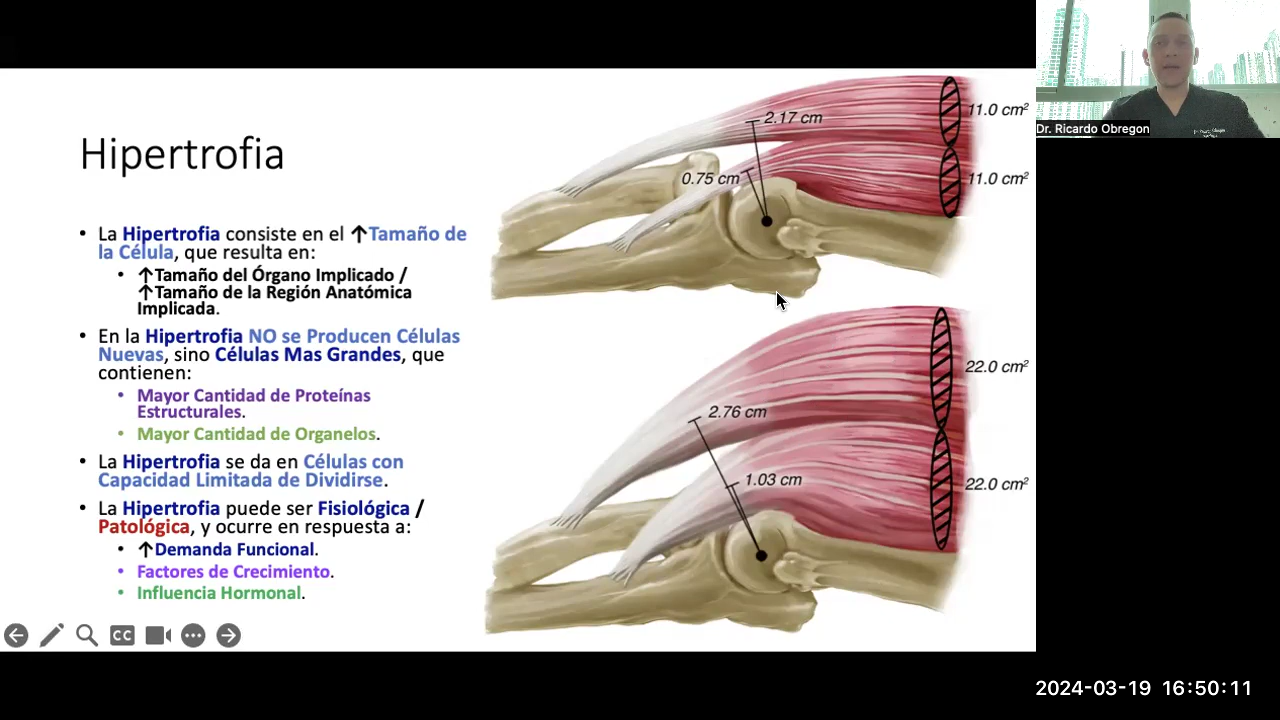 Hipertrofia
• La Hipertrofia consiste en el ↑Tamaño de
la Célula, que resulta en:
• ↑Tamaño del Órgano Implicado /
↑Tamaño de la Región Anatómica
Implicada.
• En la Hipertrofia NO se Producen Células
Nuevas, sino Células Mas Grandes, que
contienen:
• Mayor Cantidad de Proteínas
Estructurales.
• Mayor Cantidad de Organelos.
• La Hipertrofia se da en Células con
Capacidad Limitada de Dividirse.
• La Hipertrofia puede ser Fisiológica /
Patológica, y ocurre en respuesta a:
• ↑Demanda Funcional.
• Factores de Crecimiento.
• Influencia Hormonal.
CC
2.17 cm
0.75 cm
11.0 cm²
11.0 cm²
2.76 cm
1.03 cm
22.0 cm²
22.0 cm²
Dr. Ricardo Obregon
2024-03-19 16:50:11